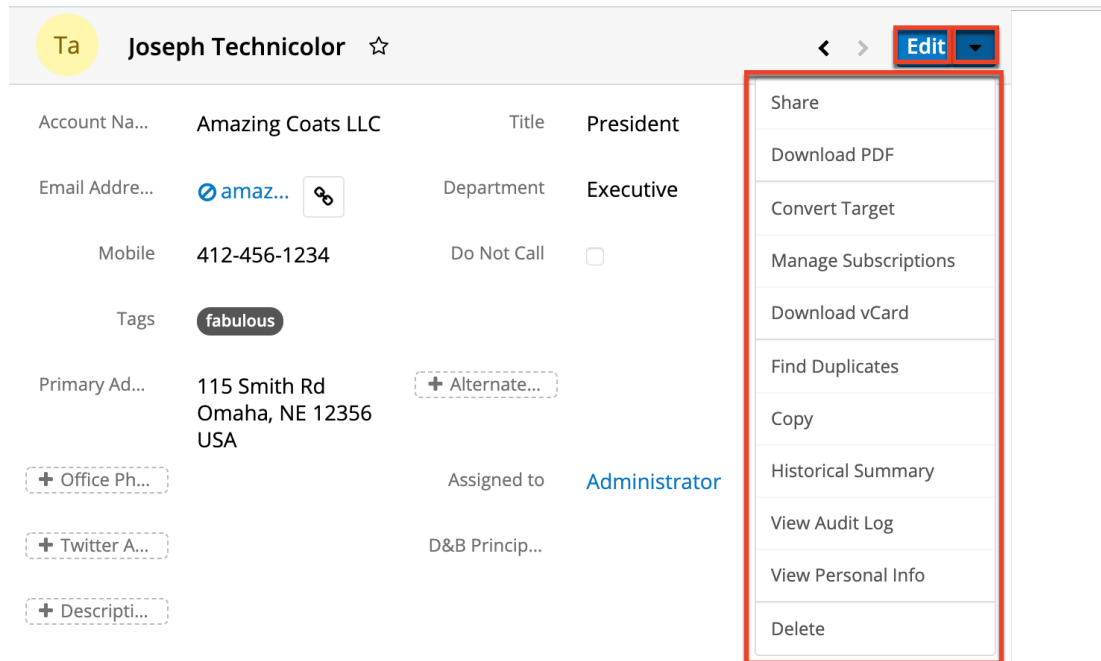 Ta
Joseph Technicolor
Edit
Account Na...
Amazing Coats LLC
Title
President
Email Addre...
amaz...
Department
Executive
Mobile
412-456-1234
Do Not Call
Tags
fabulous
Primary Ad...
115 Smith Rd
Omaha, NE 12356
USA
Alternate...
Office Ph...
Assigned to
Administrator
Twitter A...
D&B Princip...
Descripti...
Share
Download PDF
Convert Target
Manage Subscriptions
Download vCard
Find Duplicates
Copy
Historical Summary
View Audit Log
View Personal Info
Delete